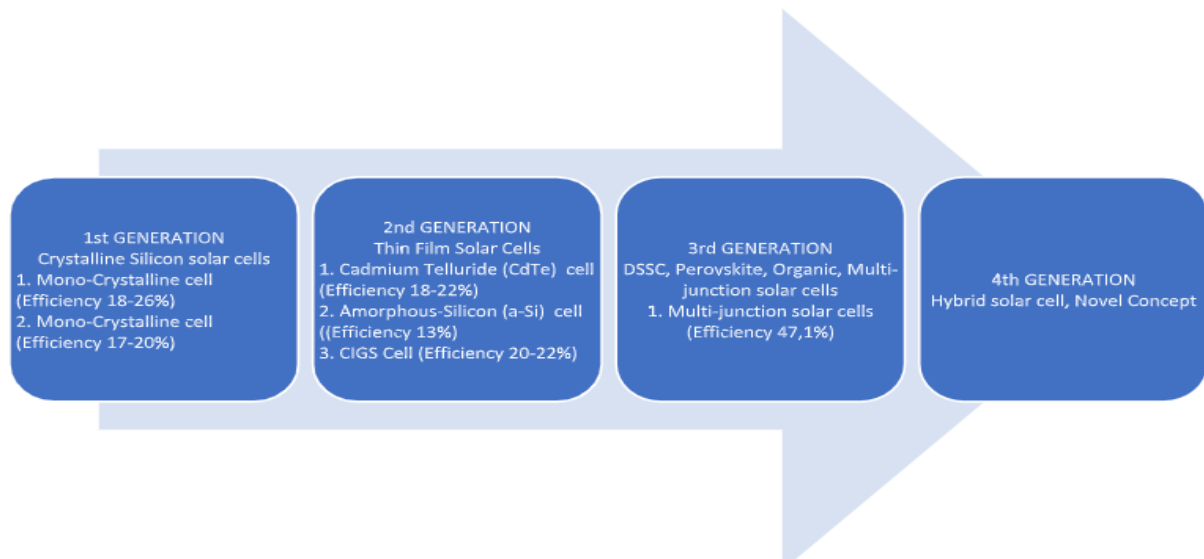 1st GENERATION
Crystalline Silicon solar cells
1. Mono-Crystalline cell
(Efficiency 18-26%)
2. Mono-Crystalline cell
(Efficiency 17-20%)
2nd GENERATION
Thin Film Solar Cells
1. Cadmium Telluride (CdTe) cell
(Efficiency 18-22%)
2. Amorphous-Silicon (a-Si) cell
((Efficiency 13%)
3. CIGS Cell (Efficiency 20-22%)
3rd GENERATION
DSSC, Perovskite, Organic, Multi-
junction solar cells
1. Multi-junction solar cells
(Efficiency 47,1%)
4th GENERATION
Hybrid solar cell, Novel Concept